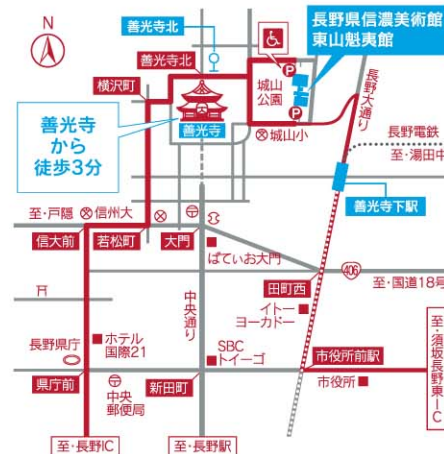 N
善光寺北
長野県信濃美術館
東山魁夷館
善光寺北
P
城山
公園
横沢町
長野大通り
善光寺
から
徒歩3分
善光寺
P
城山小
長野電鉄
至・湯田中
善光寺下駅
至・戸隠
信州大
信大前
若松町
大門
ぱてぃお大門
406
田町西
至・国道18号
中央通り
イトー
ヨーカドー
長野県庁
ホテル
国際21
SBC
トイーゴ
市役所前駅
県庁前
中央
郵便局
新田町
市役所
至・須坂長野東IC
至・長野IC
至・長野駅